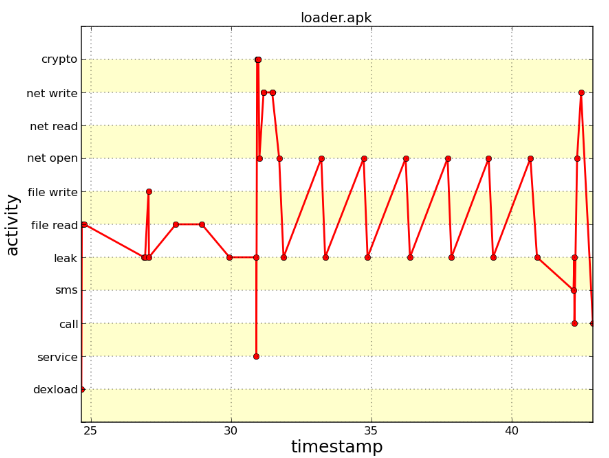 loader.apk
crypto
net write
net read
net open
file write
file read
leak
sms
call
service
dexload
activity
25 30 35 40
timestamp